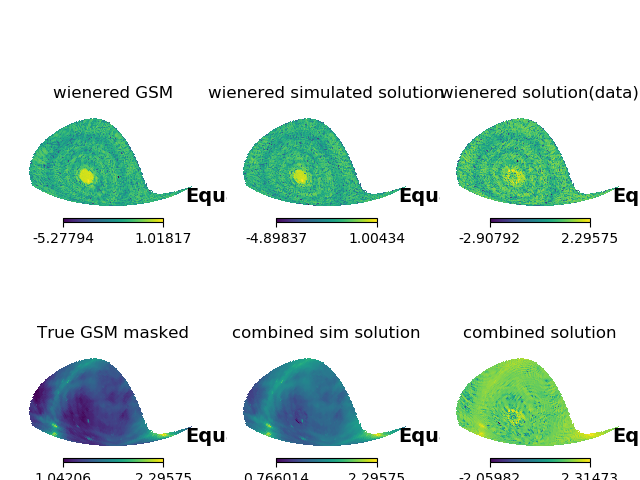 wienered GSM
wienered simulated solution
wienered solution(data)
Equ
Equ
Eq
-5.27794
1.01817
-4.89837
1.00434
-2.90792
2.29575
True GSM masked
combined sim solution
combined solution
Equ
Equ
Eq
1.04206
2.29575
0.766014
2.29575
-2.05982
2.31473